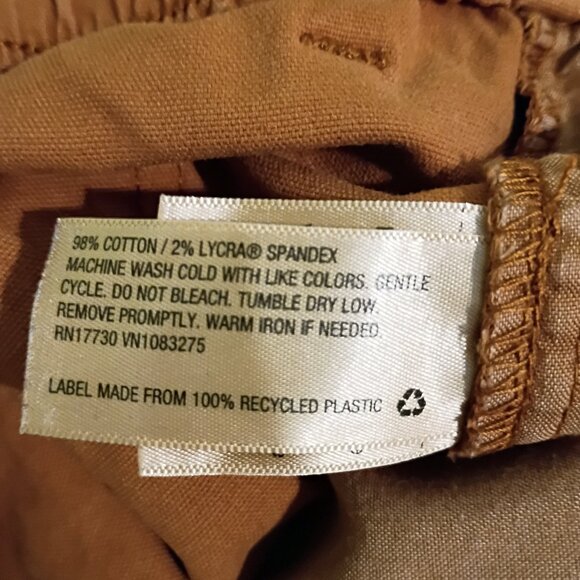 98% COTTON / 2% LYCRA® SPANDEX
MACHINE WASH COLD WITH LIKE COLORS. GENTLE
CYCLE. DO NOT BLEACH. TUMBLE DRY LOW.
REMOVE PROMPTLY. WARM IRON IF NEEDED.
RN17730 VN1083275
LABEL MADE FROM 100% RECYCLED PLASTIC